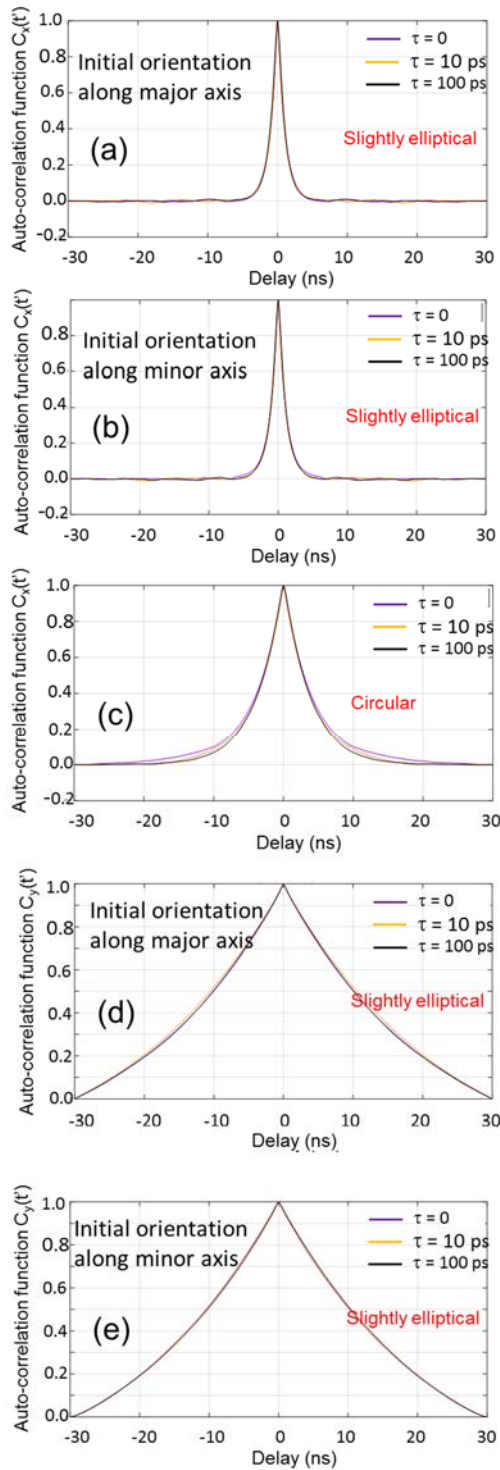 Auto-correlation function Cx(t')
1.0
0.8
0.6
0.4
0.2
0.0
-0.2
Initial orientation
along major axis
(a)
τ = 0
τ = 10 ps
τ = 100 ps
Slightly elliptical
-30 -20 -10 0 10 20 30
Delay (ns)
Auto-correlation function Cx(t')
0.8
0.6
0.4
0.2
0.0
-0.2
Initial orientation
along minor axis
(b)
τ = 0
τ = 10 ps
τ = 100 ps
Slightly elliptical
-30 -20 -10 0 10 20 30
Delay (ns)
Auto-correlation function Cx(t')
1.0
0.8
0.6
0.4
0.2
0.0
-0.2
(c)
τ = 0
τ = 10 ps
τ = 100 ps
Circular
-30 -20 -10 0 10 20 30
Delay (ns)
Auto-correlation function Cy(t')
1.0
0.8
0.6
0.4
0.2
0.0
Initial orientation
along major axis
(d)
τ = 0
τ = 10 ps
τ = 100 ps
Slightly elliptical
-30 -20 -10 0 10 20 30
Delay (ns)
Auto-correlation function Cy(t')
1.0
0.8
0.6
0.4
0.2
0.0
Initial orientation
along minor axis
(e)
τ = 0
τ = 10 ps
τ = 100 ps
Slightly elliptical
-30 -20 -10 0 10 20 30
Delay (ns)